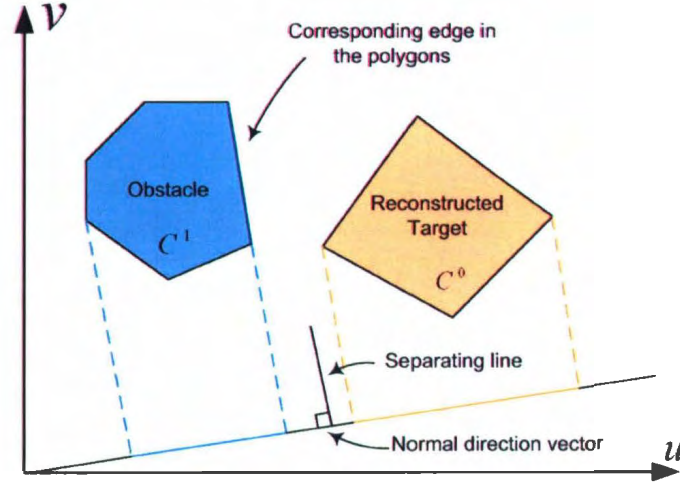 v
Corresponding edge in
the polygons
Obstacle
C¹
Reconstructed
Target
C⁰
Separating line
Normal direction vector
u